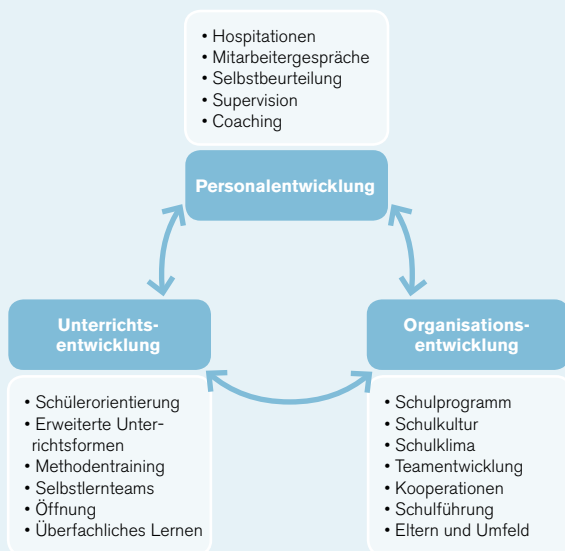 • Hospitationen
• Mitarbeitergespräche
• Selbstbeurteilung
• Supervision
• Coaching
Personalentwicklung
Unterrichts-
entwicklung
• Schülerorientierung
• Erweiterte Unter-
richtsformen
• Methodentraining
• Selbstlernteams
• Öffnung
• Überfachliches Lernen
Organisations-
entwicklung
• Schulprogramm
• Schulkultur
• Schulklima
• Teamentwicklung
• Kooperationen
• Schulführung
• Eltern und Umfeld